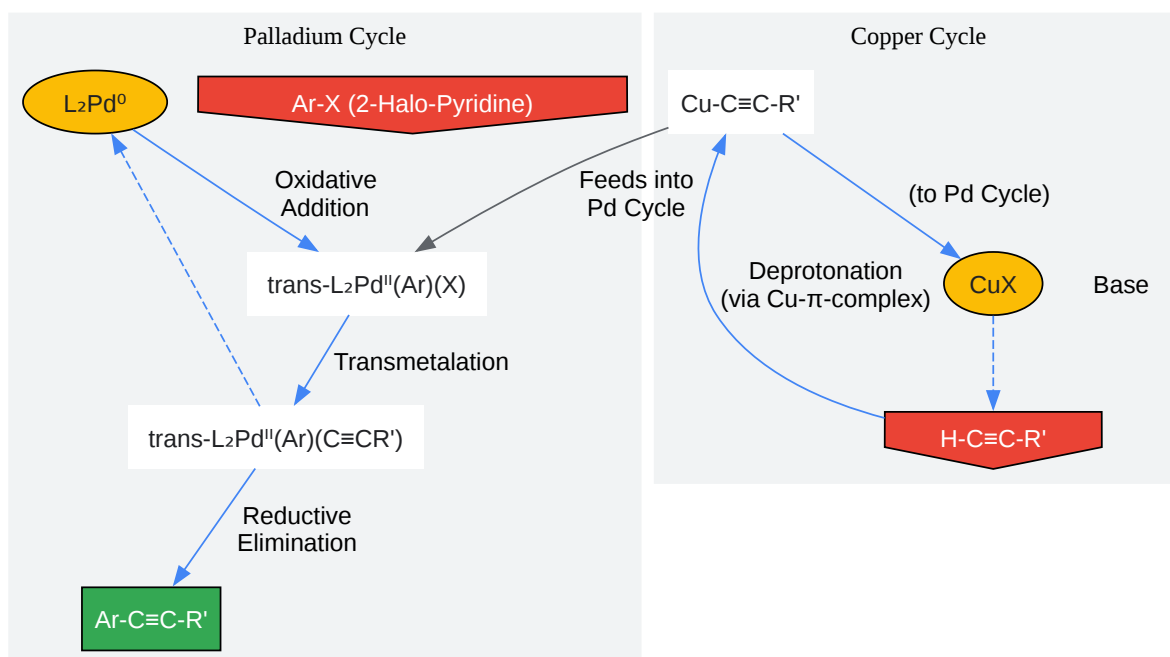 Palladium Cycle
L₂Pd⁰
Ar-X (2-Halo-Pyridine)
Oxidative
Addition
trans-L₂Pdᴵᴵ(Ar)(X)
Transmetalation
trans-L₂Pdᴵᴵ(Ar)(C≡CR')
Reductive
Elimination
Ar-C≡C-R'
Copper Cycle
Cu-C≡C-R'
Feeds into
Pd Cycle
(to Pd Cycle)
Deprotonation
(via Cu-π-complex)
CuX
Base
H-C≡C-R'